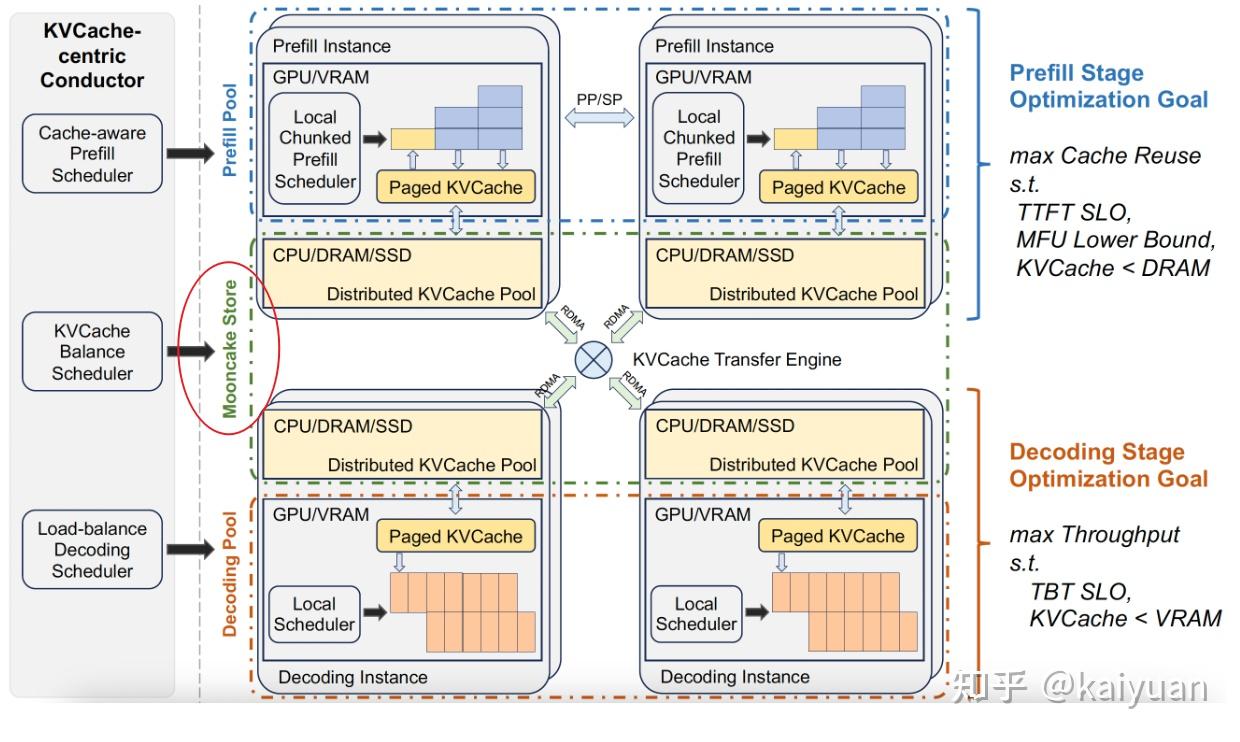 KVCache-
centric
Conductor
Cache-aware
Prefill
Scheduler
KVCache
Balance
Scheduler
Load-balance
Decoding
Scheduler
Prefill Pool
Mooncake Store
Decoding Pool
Prefill Instance
GPU/VRAM
Local
Chunked
Prefill
Scheduler
Paged KVCache
CPU/DRAM/SSD
Distributed KVCache Pool
PP/SP
Prefill Instance
GPU/VRAM
Local
Chunked
Prefill
Scheduler
Paged KVCache
CPU/DRAM/SSD
Distributed KVCache Pool
RDMA
RDMA
KVCache Transfer Engine
RDMA
RDMA
CPU/DRAM/SSD
Distributed KVCache Pool
GPU/VRAM
Paged KVCache
Local
Scheduler
Decoding Instance
CPU/DRAM/SSD
Distributed KVCache Pool
GPU/VRAM
Paged KVCache
Local
Scheduler
Decoding Instance
Prefill Stage
Optimization Goal
max Cache Reuse
s.t.
TTFT SLO,
MFU Lower Bound,
KVCache < DRAM
Decoding Stage
Optimization Goal
max Throughput
s.t.
TBT SLO,
KVCache < VRAM
知乎 @kaiyuan